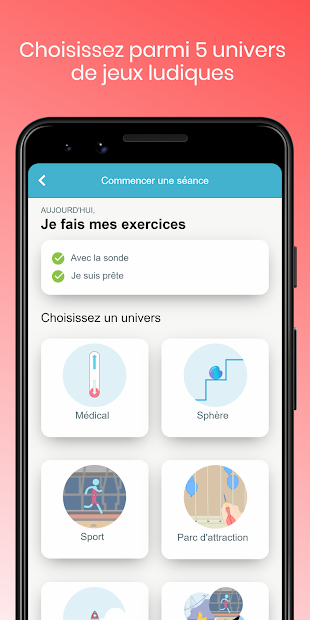 Choisissez parmi 5 univers
de jeux ludiques
Commencer une séance
AUJOURD'HUI,
Je fais mes exercices
Avec la sonde
Je suis prête
Choisissez un univers
Médical
Sphère
Sport
Parc d'attraction